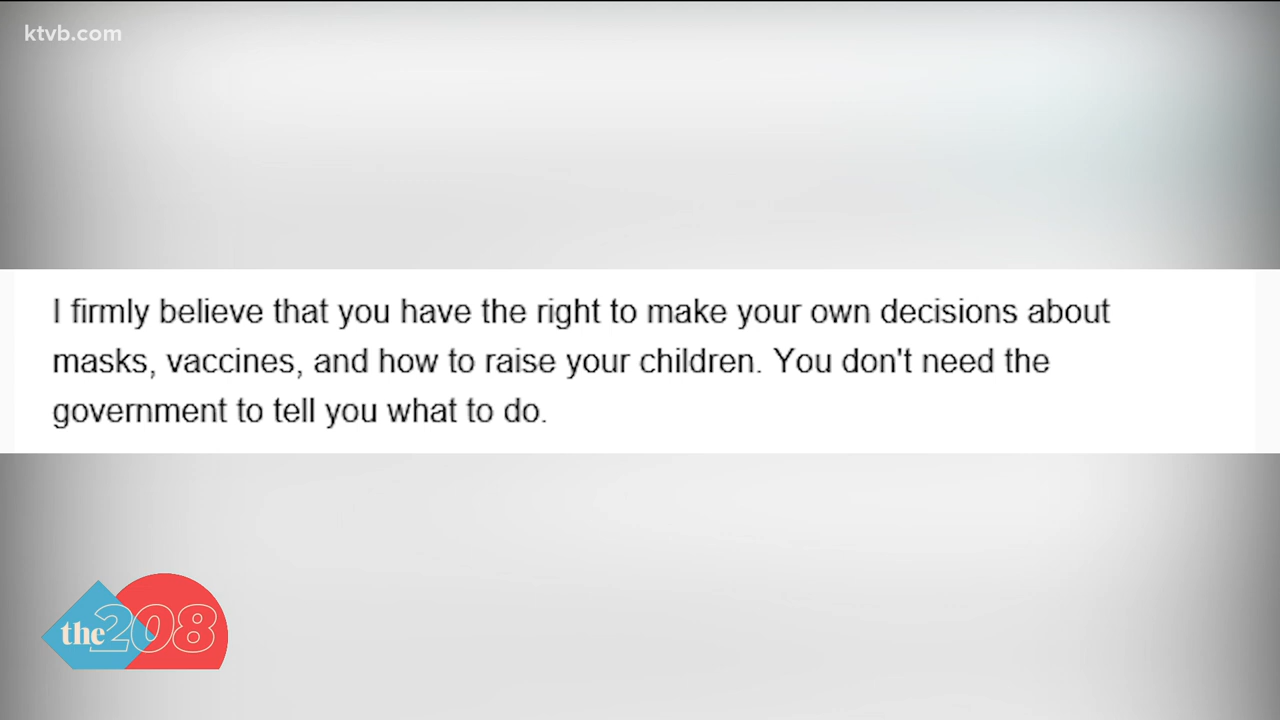 ktvb.com
I firmly believe that you have the right to make your own decisions about
masks, vaccines, and how to raise your children. You don't need the
government to tell you what to do.
the208